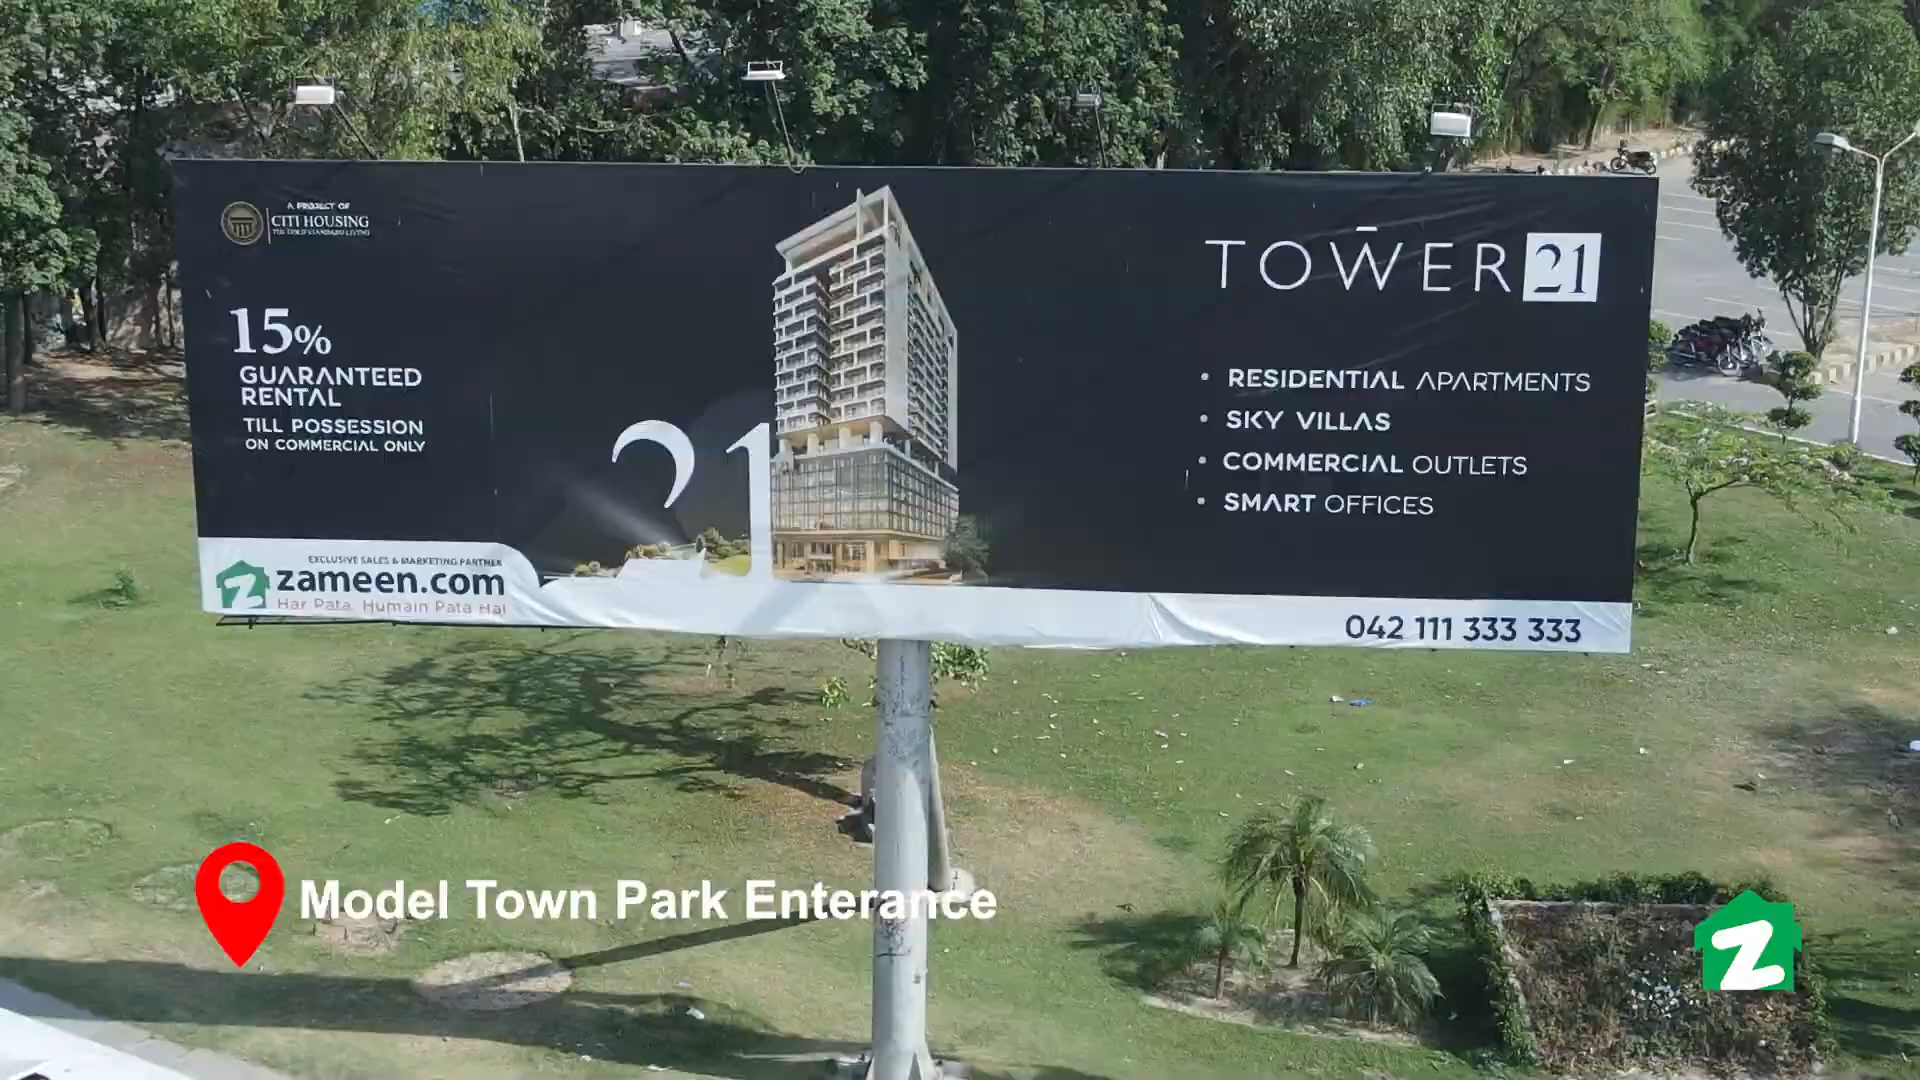 A PROJECT OF
CITI HOUSING
15%
GUARANTEED
RENTAL
TILL POSSESSION
ON COMMERCIAL ONLY
21
TOWER 21
• RESIDENTIAL APARTMENTS
• SKY VILLAS
• COMMERCIAL OUTLETS
• SMART OFFICES
EXCLUSIVE SALES & MARKETING PARTNER
zameen.com
Har Pata, Humain Pata Hai
042 111 333 333
Model Town Park Enterance